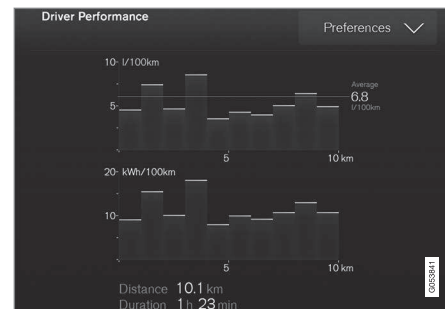 Driver Performance
Preferences
10 l/100km
Average
6.8
l/100km
5
5
10 km
20 kWh/100km
10
5
10 km
Distance 10.1 km
Duration 1 h 23 min
G053841